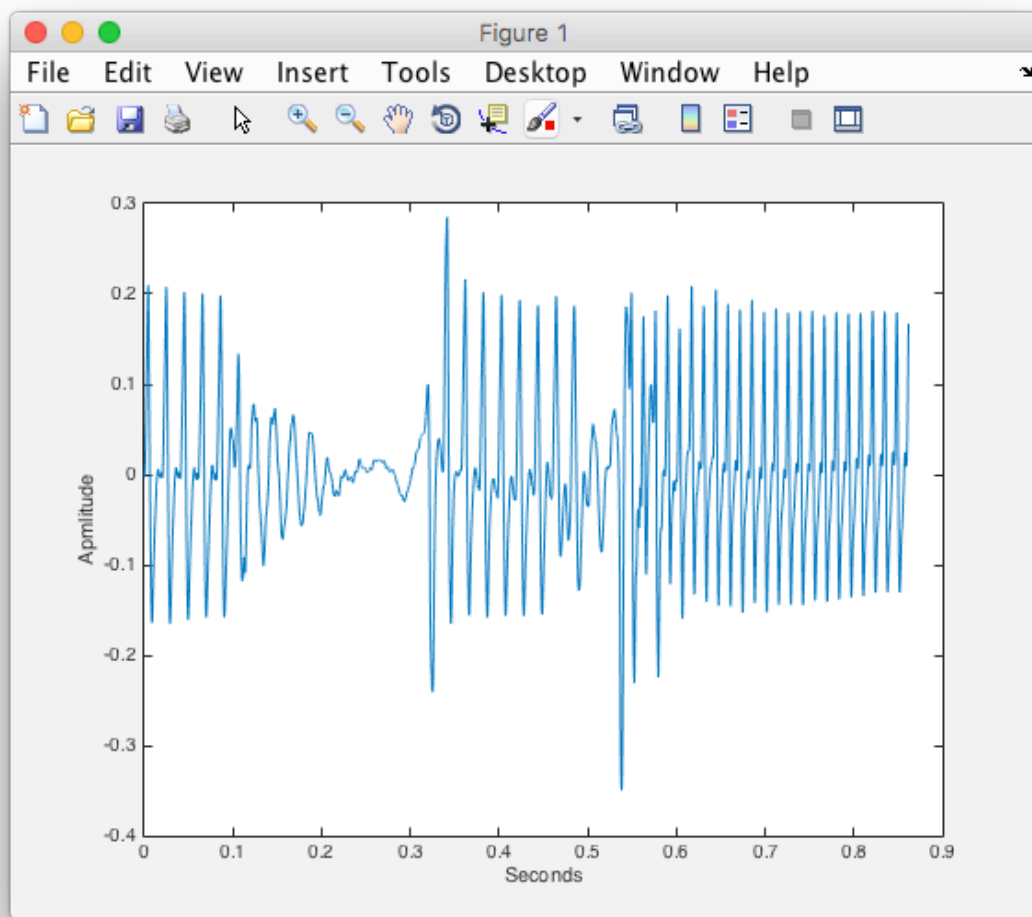 Figure 1
File Edit View Insert Tools Desktop Window Help
0.3
0.2
0.1
0
-0.1
-0.2
-0.3
-0.4
Apmlitude
0 0.1 0.2 0.3 0.4 0.5 0.6 0.7 0.8 0.9
Seconds